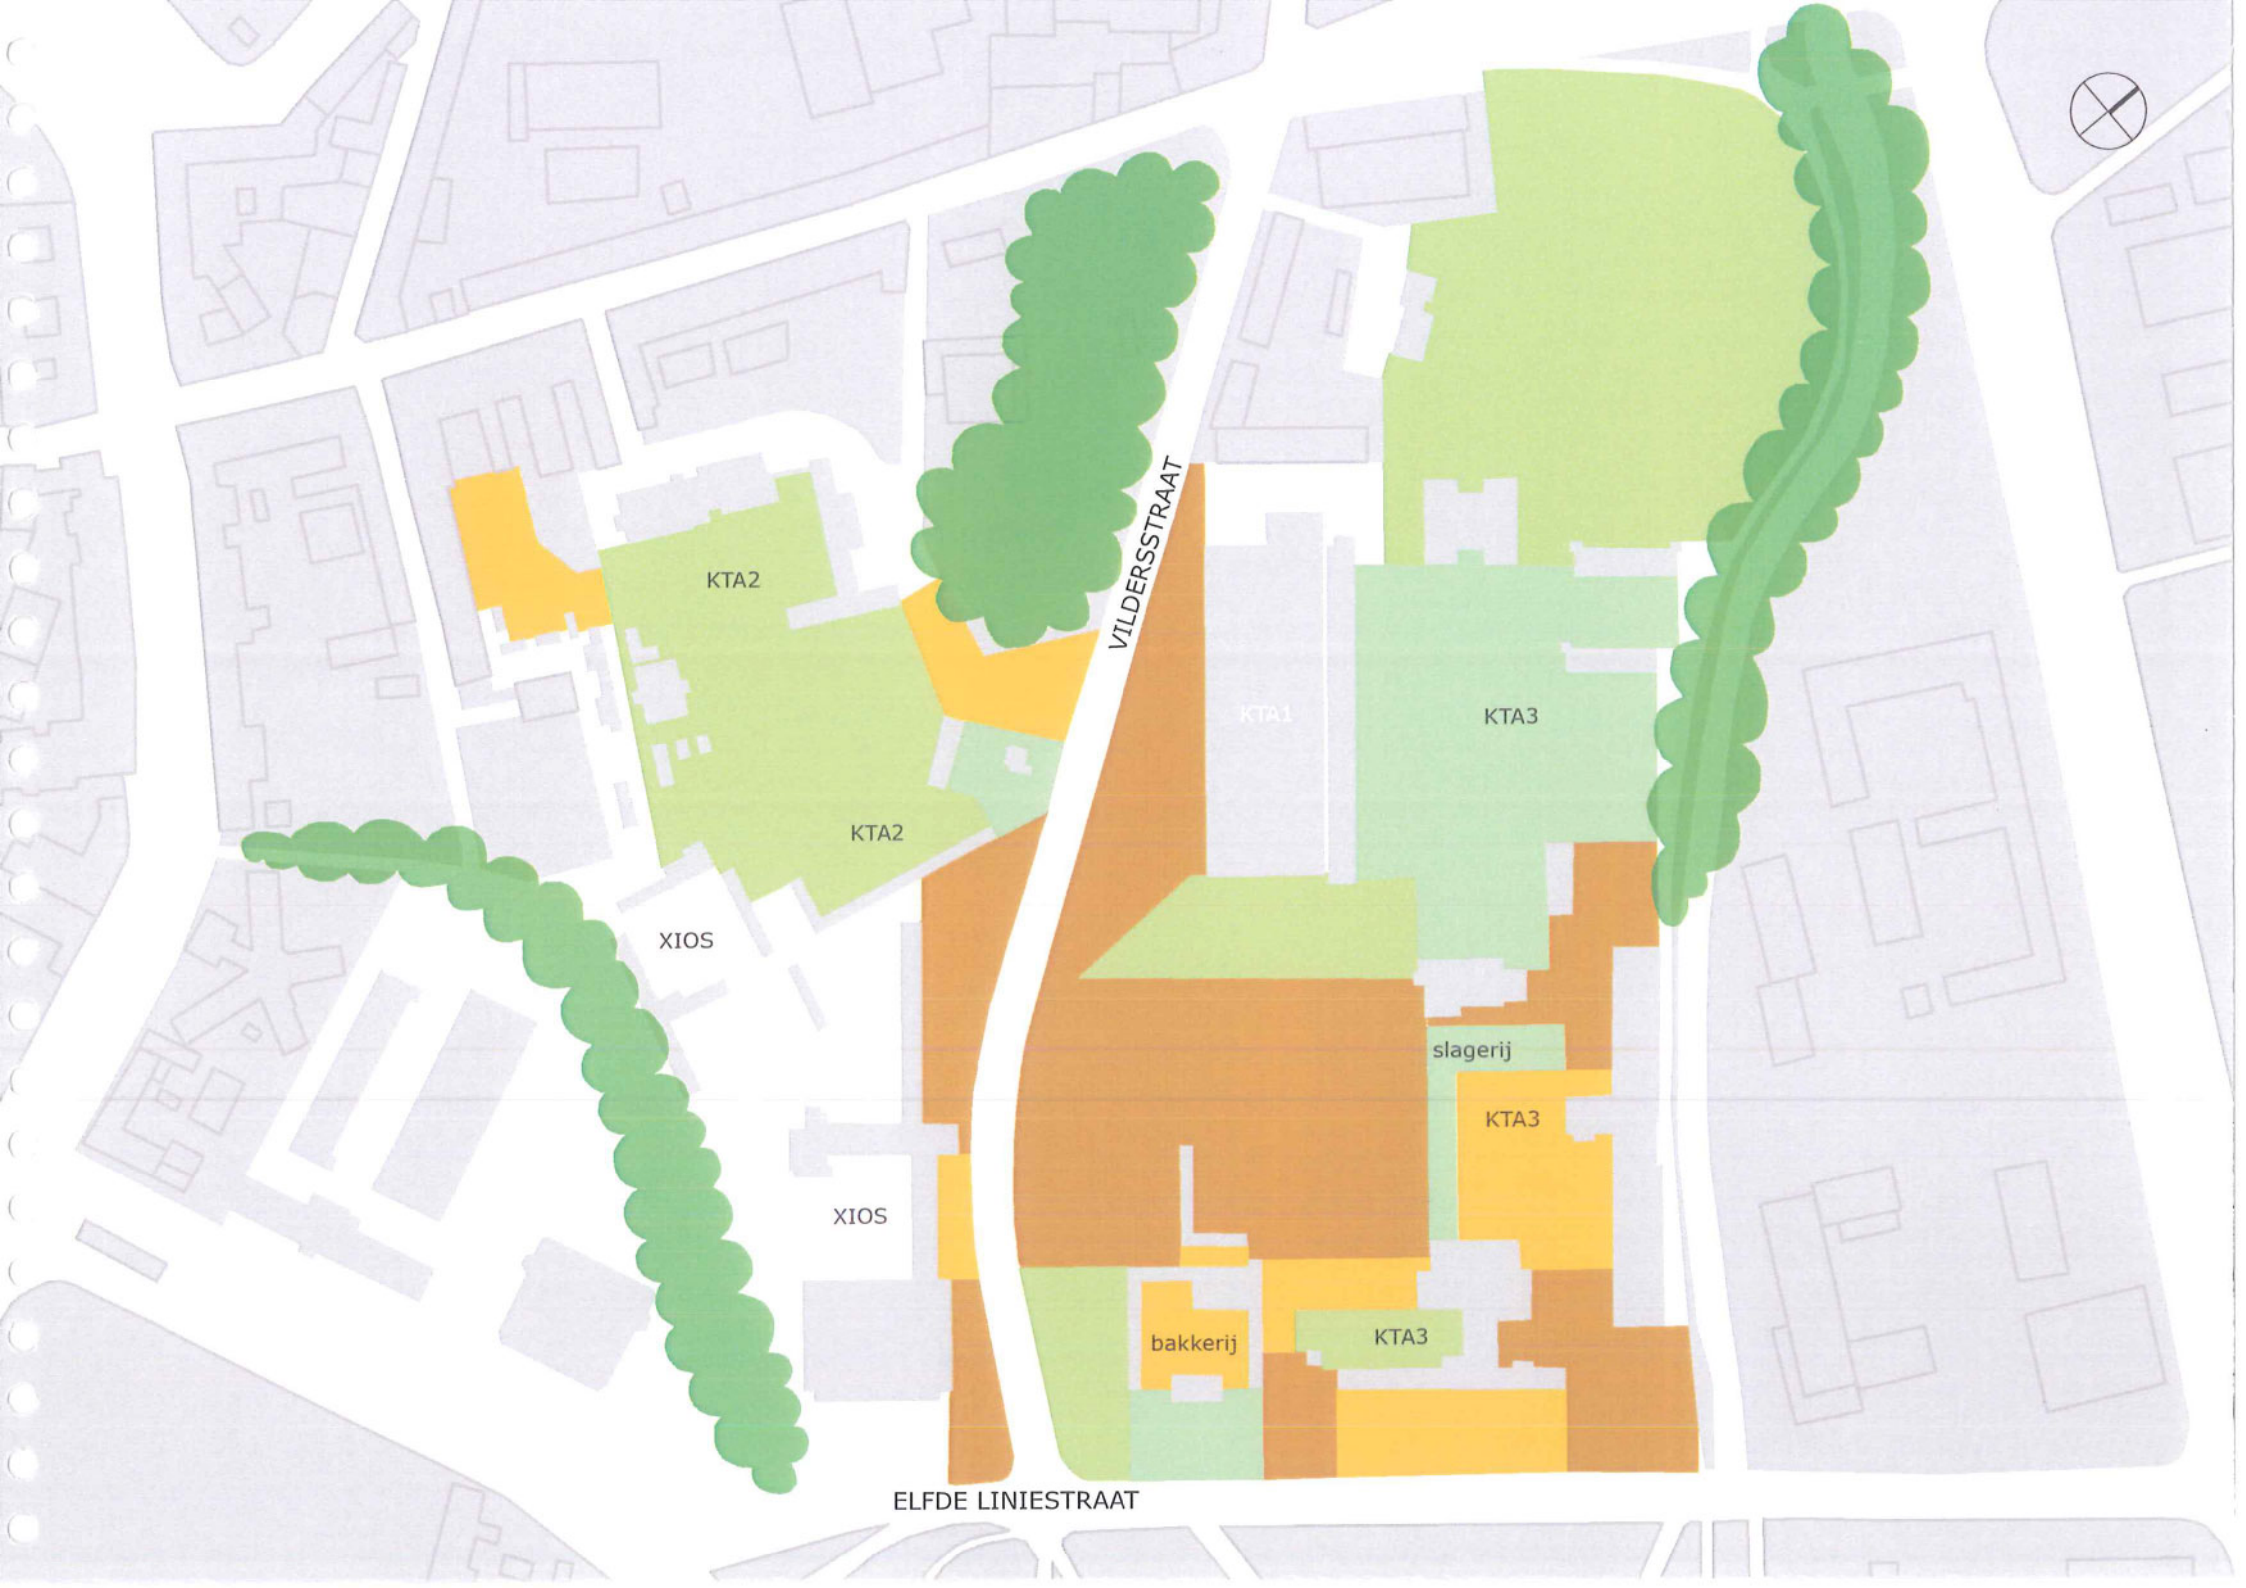 VILDERSSTRAAT
KTA2
KTA1
KTA3
KTA2
XIOS
slagerij
KTA3
XIOS
bakkerij
KTA3
ELFDE LINIESTRAAT